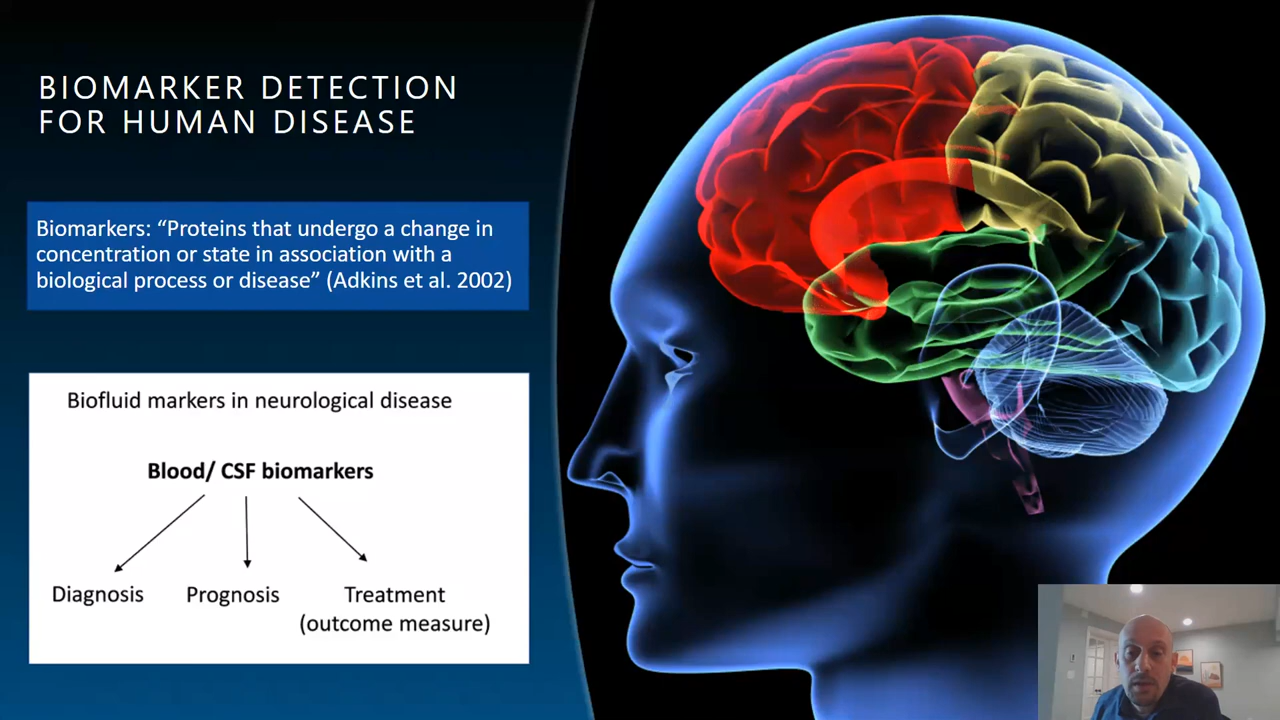 BIOMARKER DETECTION
FOR HUMAN DISEASE
Biomarkers: “Proteins that undergo a change in
concentration or state in association with a
biological process or disease” (Adkins et al. 2002)
Biofluid markers in neurological disease
Blood/ CSF biomarkers
Diagnosis Prognosis Treatment
(outcome measure)